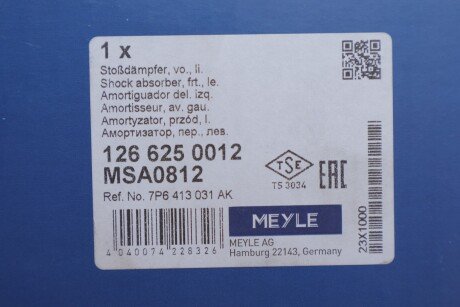 1 x
Stoßdämpfer, vo., li.
Shock absorber, frt., le.
Amortiguador del. izq.
Amortisseur, av. gau.
Amortyzator, przód, l.
Амортизатор, пер., лев.
126 625 0012
MSA0812
TSE
TS 3034
EAC
Ref. No. 7P6 413 031 AK
4 040074 228326
MEYLE
MEYLE AG
Hamburg 22143, Germany
23X1000